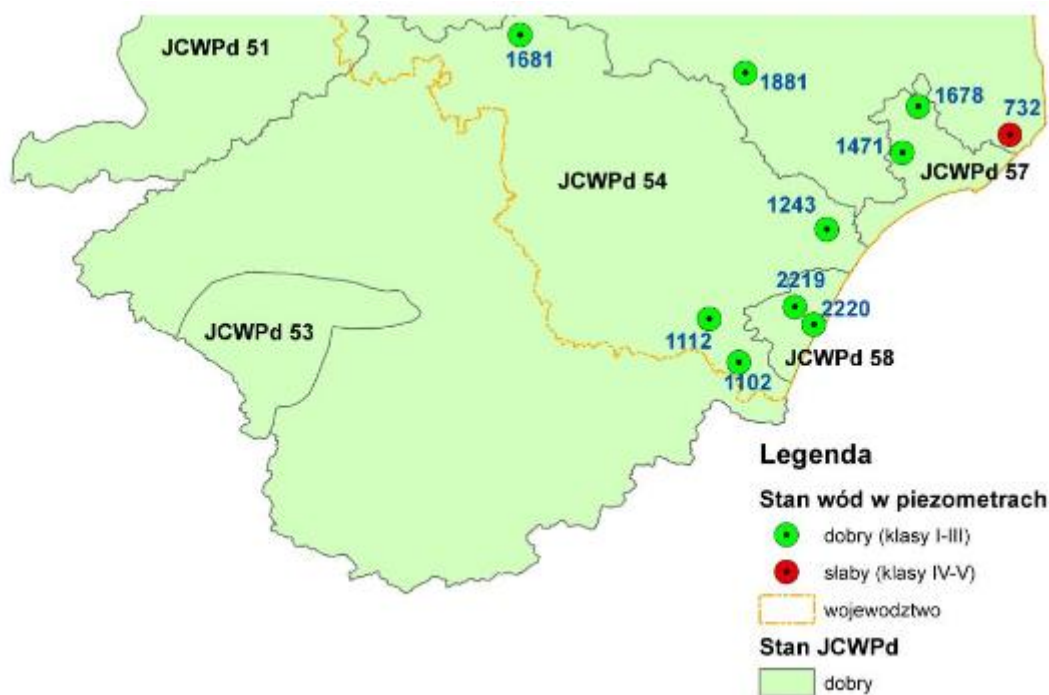 JCWPd 51
1681
1881
1678
732
1471
JCWPd 57
JCWPd 54
1243
2219
2220
JCWPd 53
1112
JCWPd 58
1102
Legenda
Stan wód w piezometrach
dobry (klasy I-III)
słaby (klasy IV-V)
wojewodztwo
Stan JCWPd
dobry